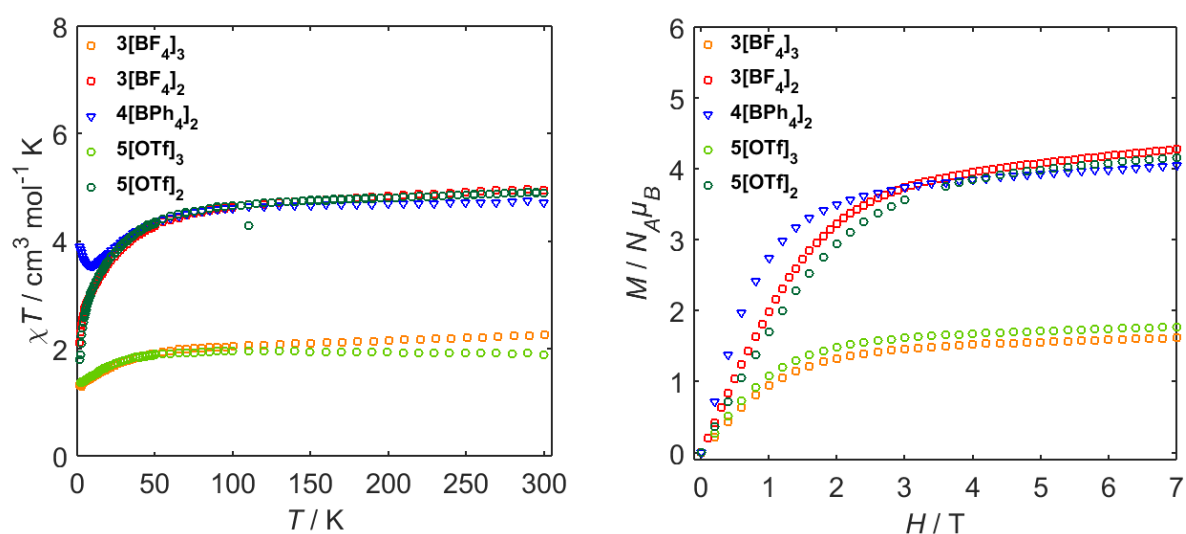 8
6
4
2
0
χT / cm³ mol⁻¹ K
3[BF₄]₃
3[BF₄]₂
4[BPh₄]₂
5[OTf]₃
5[OTf]₂
0 50 100 150 200 250 300
T / K
6
5
4
3
2
1
0
M / N_Aμ_B
3[BF₄]₃
3[BF₄]₂
4[BPh₄]₂
5[OTf]₃
5[OTf]₂
0 1 2 3 4 5 6 7
H / T